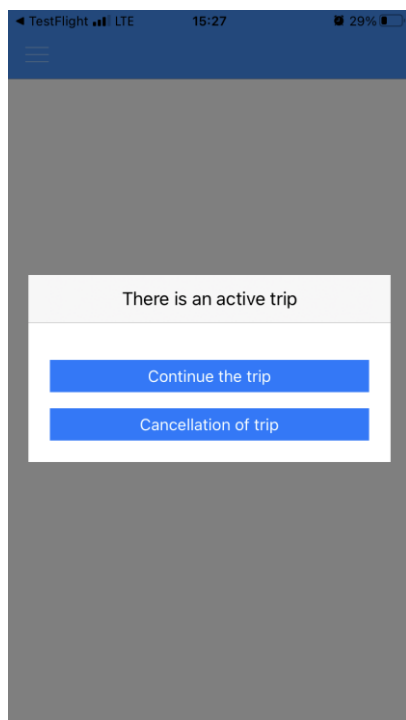 TestFlight LTE 15:27 29%
There is an active trip
Continue the trip
Cancellation of trip